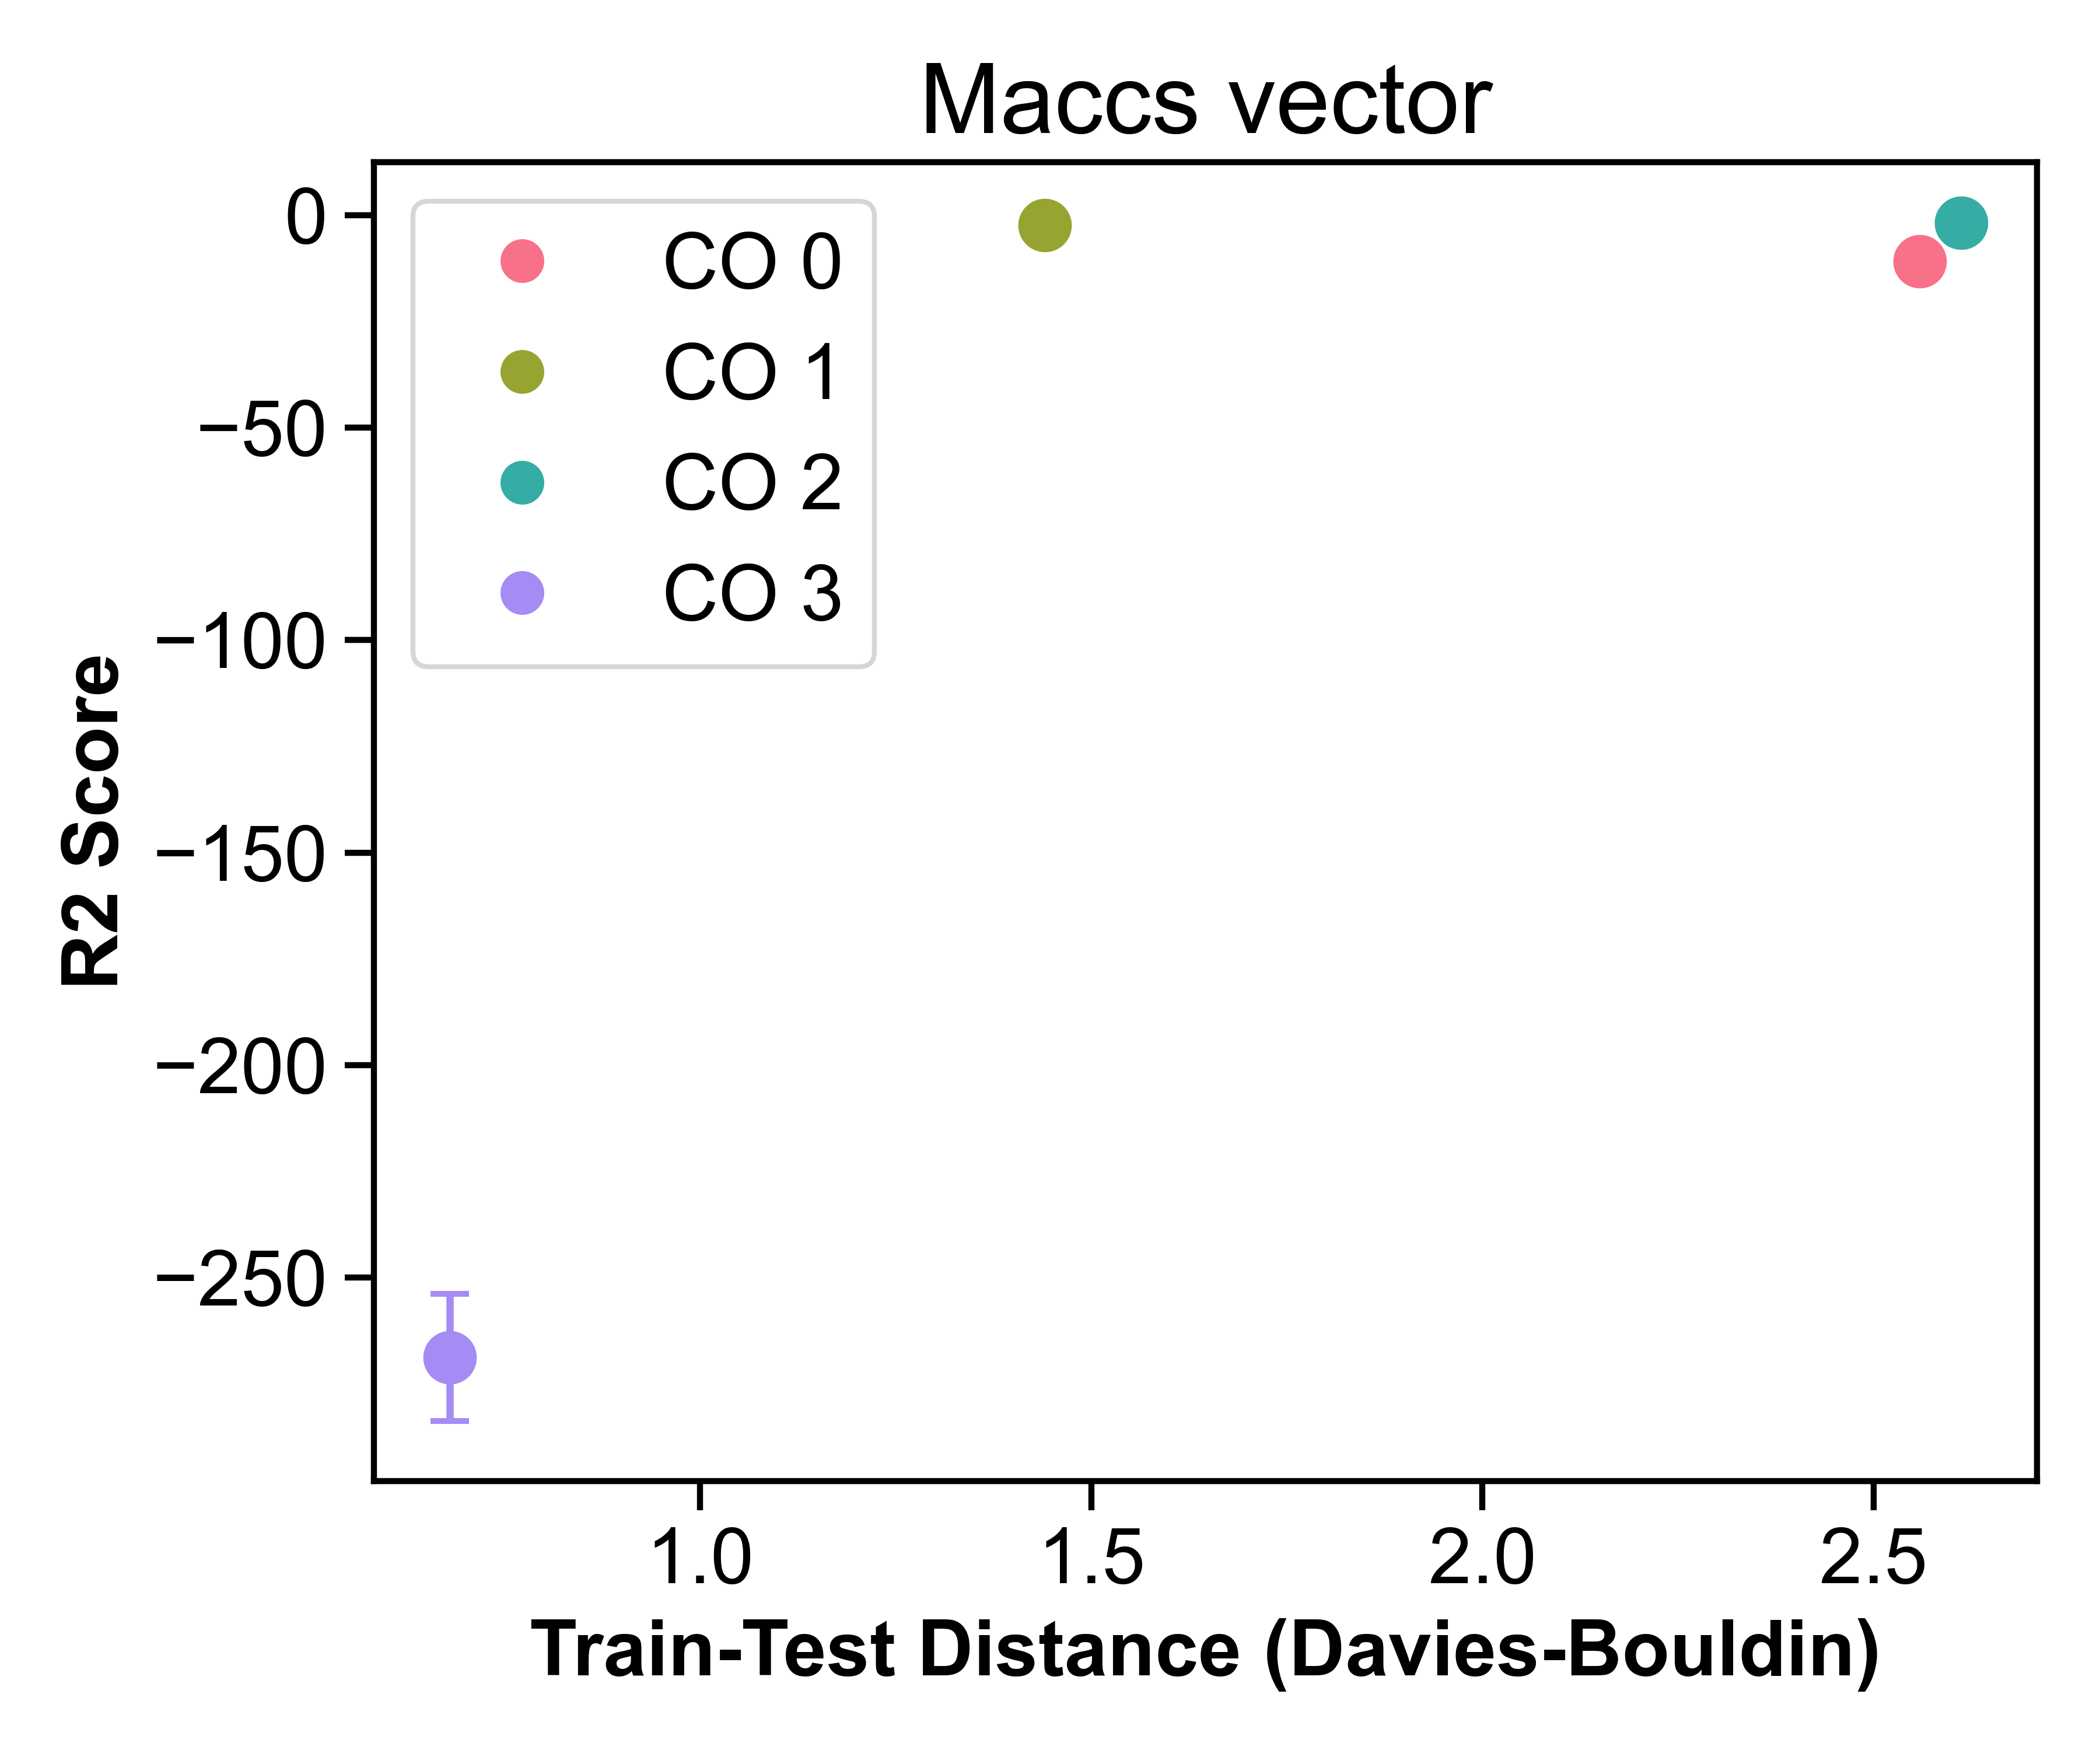 Maccs vector
0
−50
−100
−150
−200
−250
R2 Score
CO 0
CO 1
CO 2
CO 3
1.0 1.5 2.0 2.5
Train-Test Distance (Davies-Bouldin)